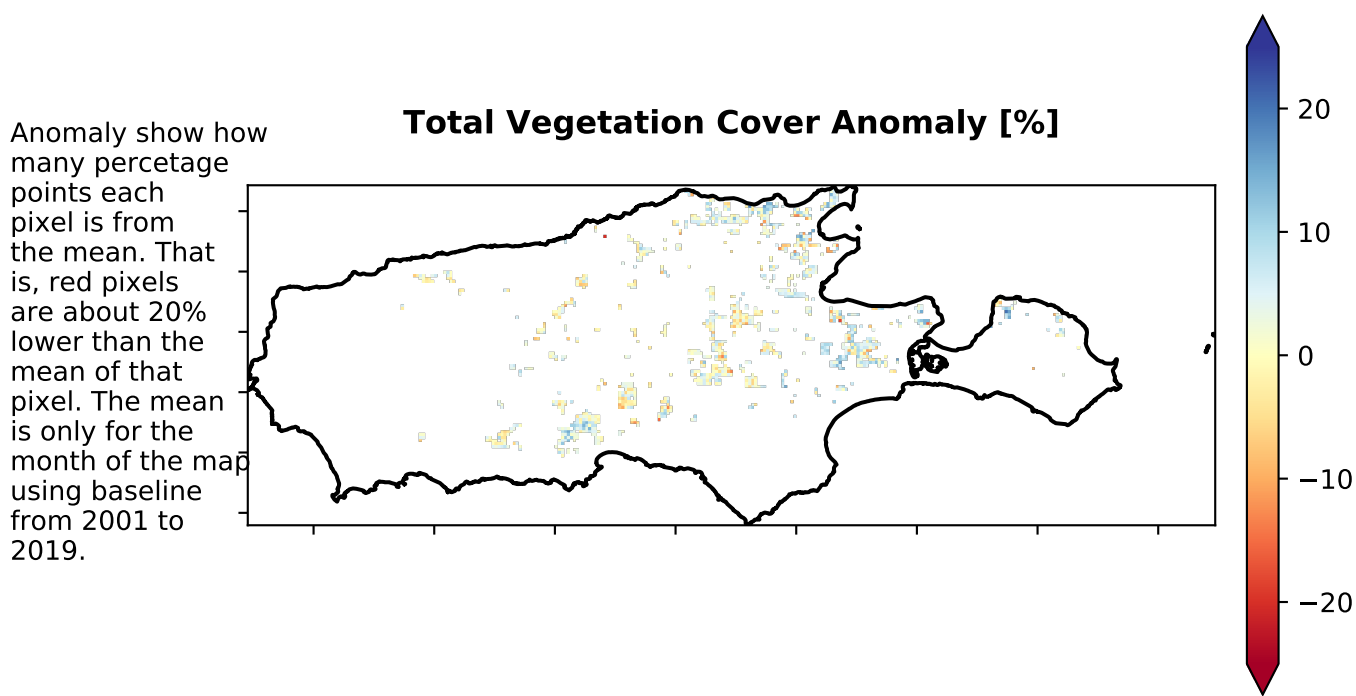 Total Vegetation Cover Anomaly [%]
Anomaly show how
many percetage
points each
pixel is from
the mean. That
is, red pixels
are about 20%
lower than the
mean of that
pixel. The mean
is only for the
month of the map
using baseline
from 2001 to
2019.
20
10
0
−10
−20